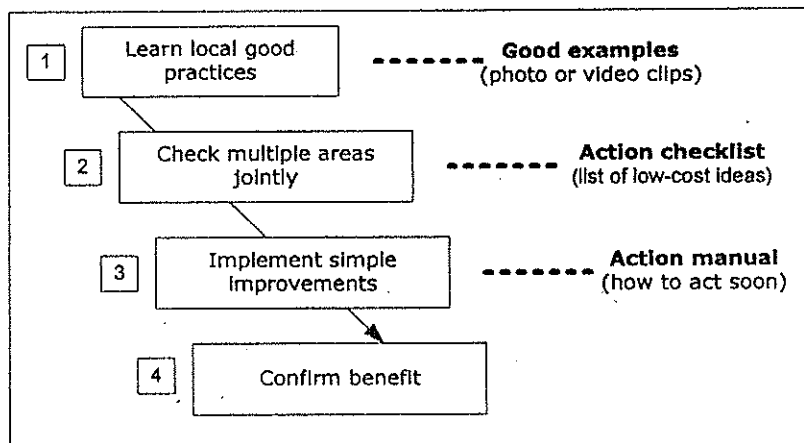 1
Learn local good
practices
Good examples
(photo or video clips)
2
Check multiple areas
jointly
Action checklist
(list of low-cost ideas)
3
Implement simple
improvements
Action manual
(how to act soon)
4
Confirm benefit